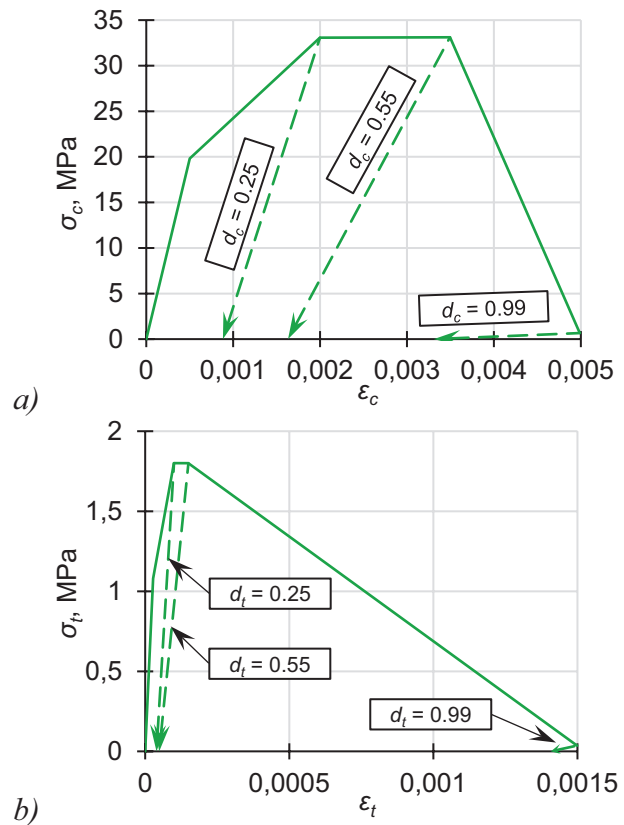 35
30
25
20
15
10
5
0
σc, MPa
dc = 0.25
dc = 0.55
dc = 0.99
0 0,001 0,002 0,003 0,004 0,005
εc
a)
2
1,5
1
0,5
0
σt, MPa
dt = 0.25
dt = 0.55
dt = 0.99
0 0,0005 0,001 0,0015
εt
b)